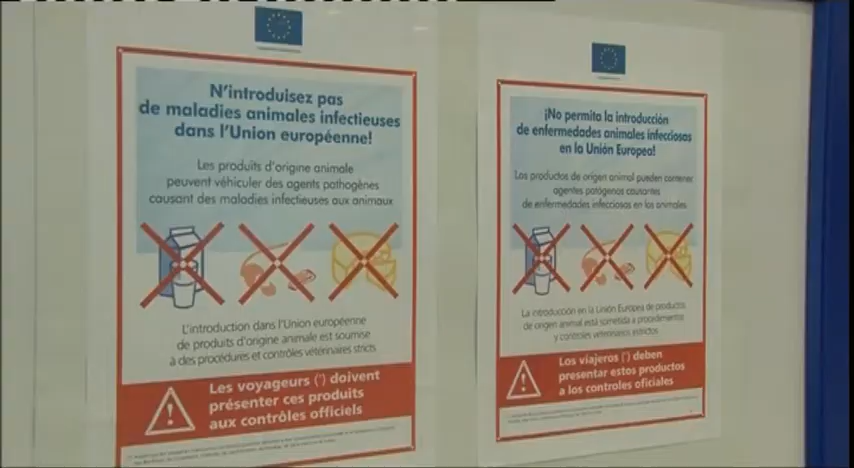 N'introduisez pas
de maladies animales infectieuses
dans l'Union européenne!
Les produits d'origine animale
peuvent véhiculer des agents pathogènes
causant des maladies infectieuses aux animaux
L'introduction dans l'Union européenne
de produits d'origine animale est soumise
à des procédures et contrôles vétérinaires stricts
Les voyageurs (*) doivent
présenter ces produits
aux contrôles officiels
¡No permita la introducción
de enfermedades animales infecciosas
en la Unión Europea!
Los productos de origen animal pueden contener
agentes patógenos causantes
de enfermedades infecciosas en los animales
La introducción en la Unión Europea de productos
de origen animal está sometida a procedimientos
y controles veterinarios estrictos
Los viajeros (*) deben
presentar estos productos
a los controles oficiales